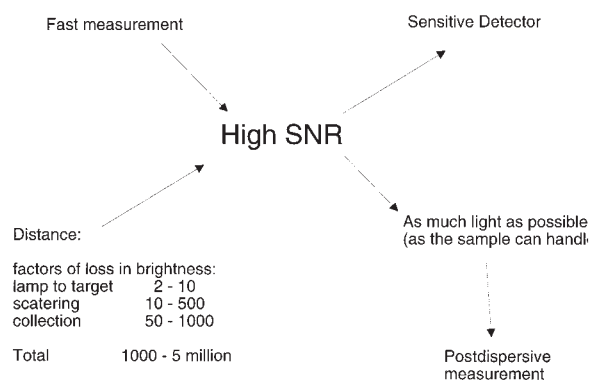 Fast measurement
Sensitive Detector
High SNR
As much light as possible
(as the sample can handl
Distance:
factors of loss in brightness:
lamp to target 2 - 10
scatering 10 - 500
collection 50 - 1000
Total 1000 - 5 million
Postdispersive
measurement